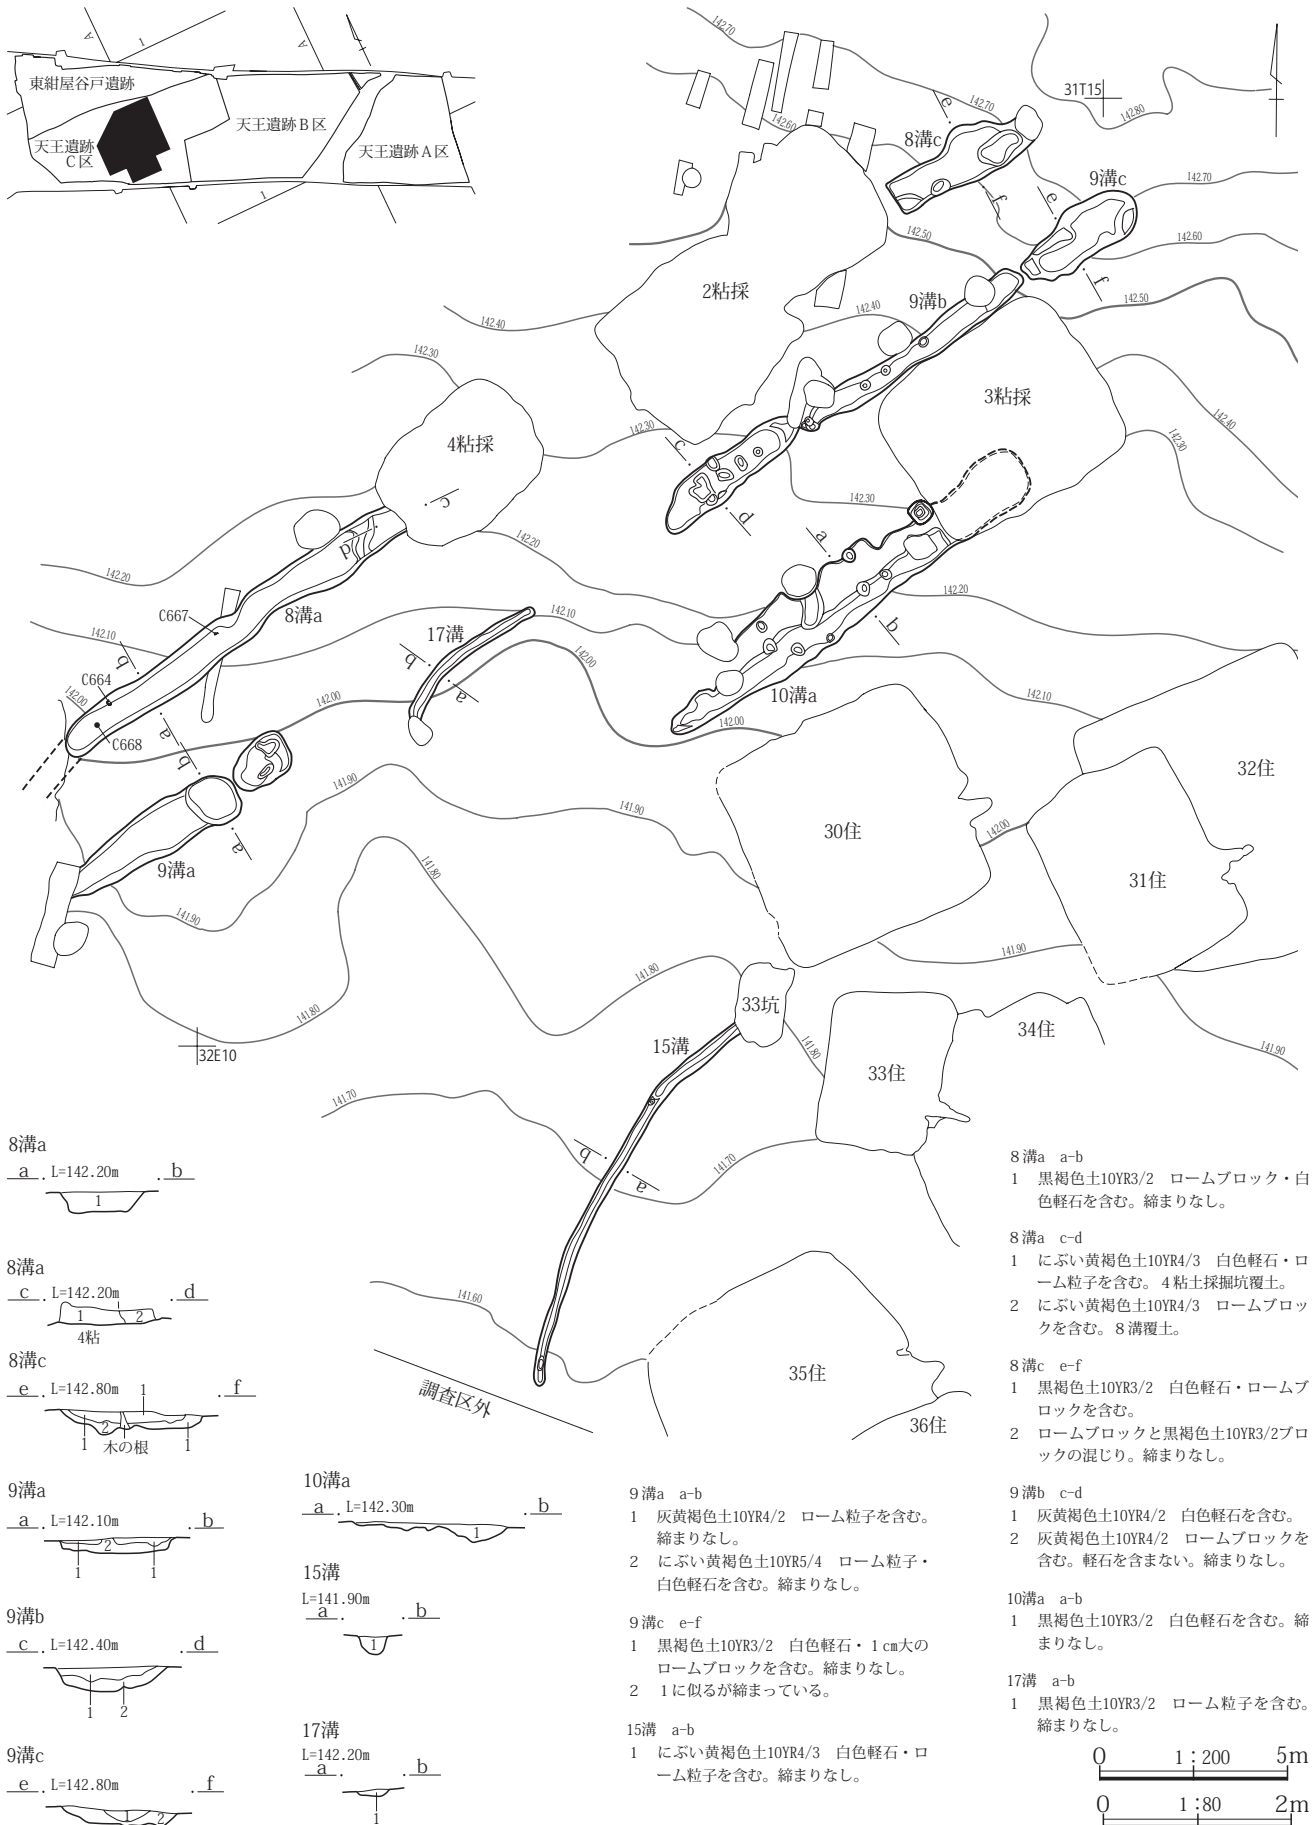 東紺屋谷戸遺跡
天王遺跡B区
天王遺跡
C区
天王遺跡A区
A
1
A
1
142.70
31T15
142.80
142.70
142.60
e
8溝c
f
e
9溝c
142.70
142.60
142.50
f
142.50
2粘採
9溝b
142.40
142.40
142.30
3粘採
142.40
142.30
4粘採
142.30
c
d
142.30
c
d
a
b
142.20
142.20
142.20
C667
8溝a
142.10
b
17溝
142.10
b
a
142.00
C664
142.00
142.00
C668
a
b
10溝a
142.10
142.00
32住
141.90
141.90
30住
142.00
31住
a
9溝a
141.80
141.90
141.90
141.80
141.80
33坑
34住
32E10
15溝
141.80
33住
141.90
141.70
b
a
141.70
141.60
35住
36住
調査区外
8溝a
a L=142.20m b
1
8溝a
c L=142.20m d
1 2
4粘
8溝c
e L=142.80m 1 f
2
1 木の根 1
9溝a
a L=142.10m b
2
1 1
9溝b
c L=142.40m d
1 2
9溝c
e L=142.80m f
1 2
10溝a
a L=142.30m b
1
15溝
L=141.90m
a b
1
17溝
L=142.20m
a b
1
9溝a a-b
1 灰黄褐色土10YR4/2 ローム粒子を含む。
締まりなし。
2 にぶい黄褐色土10YR5/4 ローム粒子・
白色軽石を含む。締まりなし。
9溝c e-f
1 黒褐色土10YR3/2 白色軽石・1㎝大の
ロームブロックを含む。締まりなし。
2 1に似るが締まっている。
15溝 a-b
1 にぶい黄褐色土10YR4/3 白色軽石・ロ
ーム粒子を含む。締まりなし。
8溝a a-b
1 黒褐色土10YR3/2 ロームブロック・白
色軽石を含む。締まりなし。
8溝a c-d
1 にぶい黄褐色土10YR4/3 白色軽石・ロ
ーム粒子を含む。4粘土採掘坑覆土。
2 にぶい黄褐色土10YR4/3 ロームブロッ
クを含む。8溝覆土。
8溝c e-f
1 黒褐色土10YR3/2 白色軽石・ロームブ
ロックを含む。
2 ロームブロックと黒褐色土10YR3/2ブロ
ックの混じり。締まりなし。
9溝b c-d
1 灰黄褐色土10YR4/2 白色軽石を含む。
2 灰黄褐色土10YR4/2 ロームブロックを
含む。軽石を含まない。締まりなし。
10溝a a-b
1 黒褐色土10YR3/2 白色軽石を含む。締
まりなし。
17溝 a-b
1 黒褐色土10YR3/2 ローム粒子を含む。
締まりなし。
0 1:200 5m
0 1:80 2m